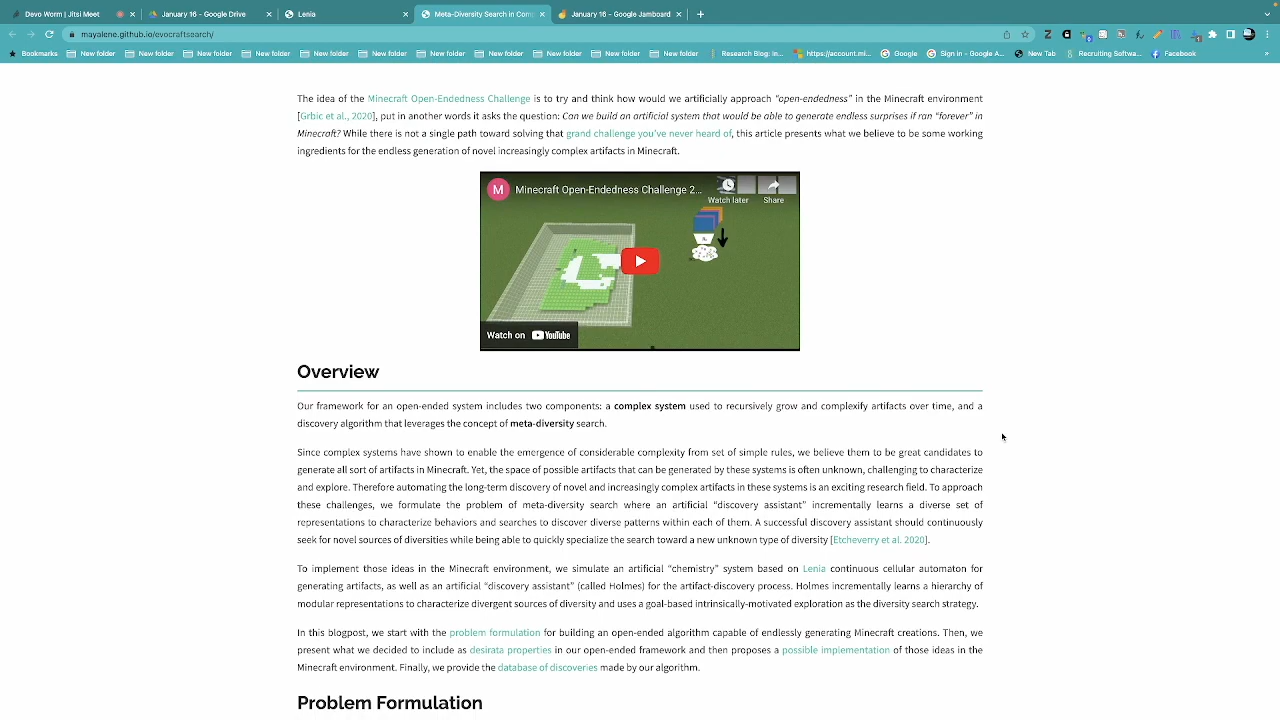 Devo Worm | Jitsi Meet
January 16 - Google Drive
Lenia
Meta-Diversity Search in Com
January 16 - Google Jamboard
mayalene.github.io/evocraftsearch/
Bookmarks New folder New folder New folder New folder New folder New folder New folder New folder New folder New folder New folder Research Blog: In... https://account.mi... Google Sign in - Google A... New Tab Recruiting Softwa... Facebook »
The idea of the Minecraft Open-Endedness Challenge is to try and think how would we artificially approach “open-endedness” in the Minecraft environment
[Grbic et al., 2020], put in another words it asks the question: Can we build an artificial system that would be able to generate endless surprises if ran “forever” in
Minecraft? While there is not a single path toward solving that grand challenge you’ve never heard of, this article presents what we believe to be some working
ingredients for the endless generation of novel increasingly complex artifacts in Minecraft.
M Minecraft Open-Endedness Challenge 2...
Watch later Share
Watch on YouTube
Overview
Our framework for an open-ended system includes two components: a complex system used to recursively grow and complexify artifacts over time, and a
discovery algorithm that leverages the concept of meta-diversity search.
Since complex systems have shown to enable the emergence of considerable complexity from set of simple rules, we believe them to be great candidates to
generate all sort of artifacts in Minecraft. Yet, the space of possible artifacts that can be generated by these systems is often unknown, challenging to characterize
and explore. Therefore automating the long-term discovery of novel and increasingly complex artifacts in these systems is an exciting research field. To approach
these challenges, we formulate the problem of meta-diversity search where an artificial “discovery assistant” incrementally learns a diverse set of
representations to characterize behaviors and searches to discover diverse patterns within each of them. A successful discovery assistant should continuously
seek for novel sources of diversities while being able to quickly specialize the search toward a new unknown type of diversity [Etcheverry et al. 2020].
To implement those ideas in the Minecraft environment, we simulate an artificial “chemistry” system based on Lenia continuous cellular automaton for
generating artifacts, as well as an artificial “discovery assistant” (called Holmes) for the artifact-discovery process. Holmes incrementally learns a hierarchy of
modular representations to characterize divergent sources of diversity and uses a goal-based intrinsically-motivated exploration as the diversity search strategy.
In this blogpost, we start with the problem formulation for building an open-ended algorithm capable of endlessly generating Minecraft creations. Then, we
present what we decided to include as desirata properties in our open-ended framework and then proposes a possible implementation of those ideas in the
Minecraft environment. Finally, we provide the database of discoveries made by our algorithm.
Problem Formulation